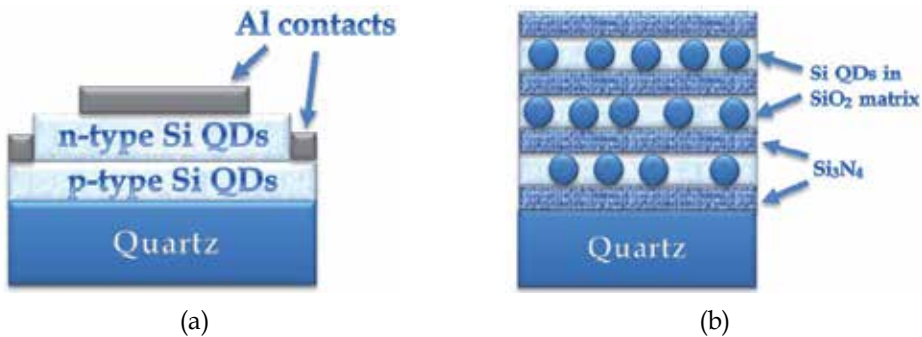 Al contacts
n-type Si QDs
p-type Si QDs
Quartz
(a)
Si QDs in
SiO₂ matrix
Si₃N₄
Quartz
(b)